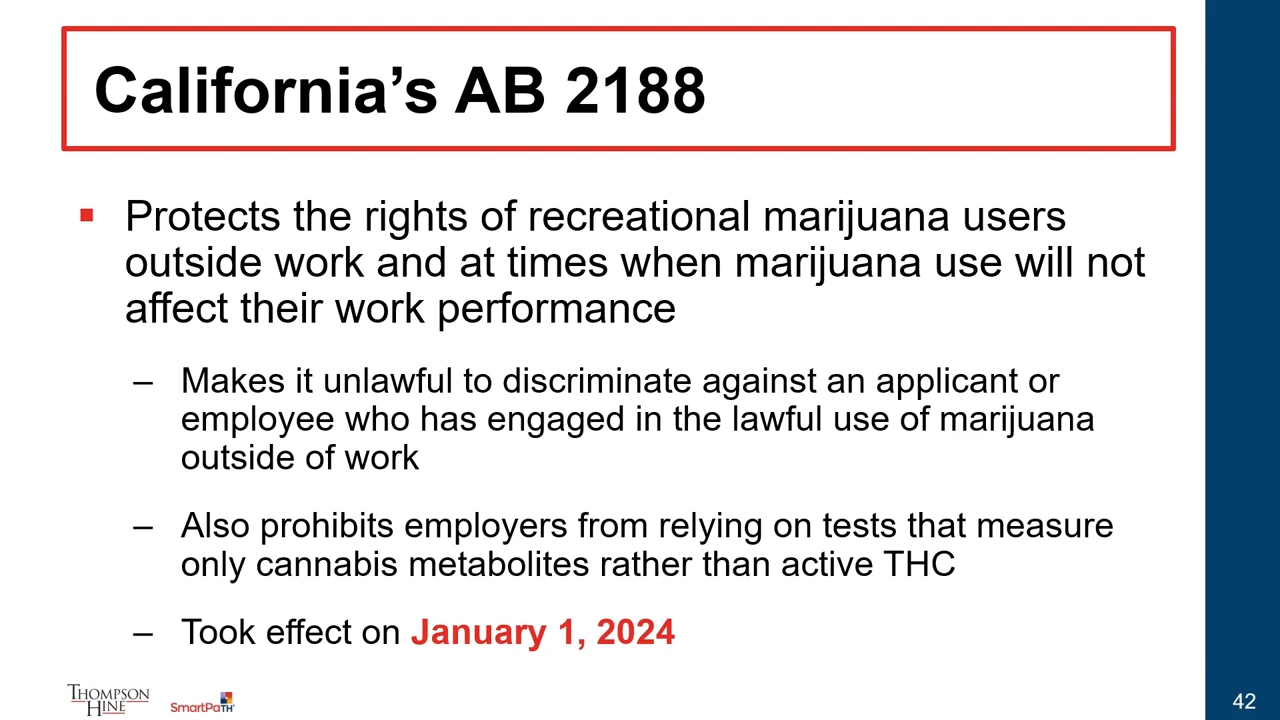 California’s AB 2188
▪ Protects the rights of recreational marijuana users
outside work and at times when marijuana use will not
affect their work performance
– Makes it unlawful to discriminate against an applicant or
employee who has engaged in the lawful use of marijuana
outside of work
– Also prohibits employers from relying on tests that measure
only cannabis metabolites rather than active THC
– Took effect on January 1, 2024
THOMPSON
HINE
SmartPaTH
42